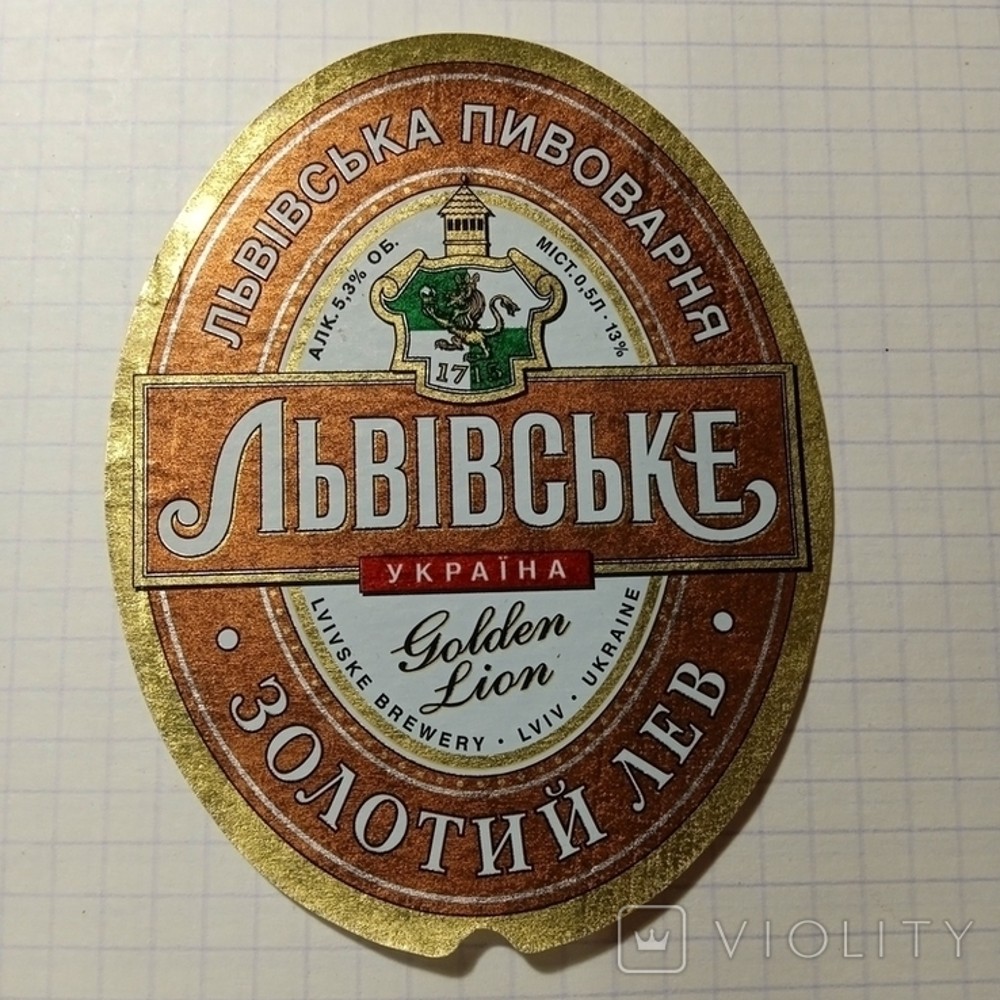 ЛЬВІВСЬКА ПИВОВАРНЯ
АЛК. 5,3% ОБ.
МІСТ. 0,5Л · 13%
1715
ЛЬВІВСЬКЕ
УКРАЇНА
Golden
Lion
LVIVSKE BREWERY · LVIV · UKRAINE
• ЗОЛОТИЙ ЛЕВ •
VIOLITY